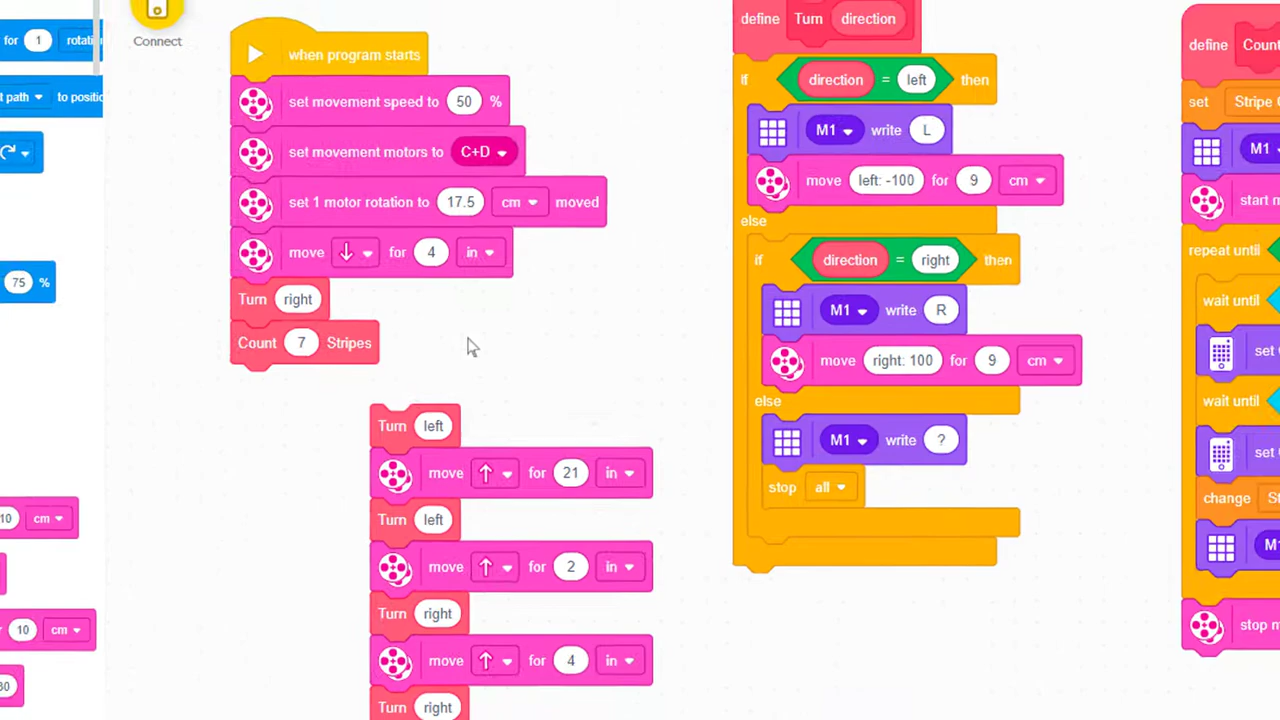 for 1
path to
75 %
10 cm
10 cm
Connect
when program starts
set movement speed to 50 %
set movement motors to C+D
set 1 motor rotation to 17.5 cm moved
move for 4 in
Turn right
Count 7 Stripes
Turn left
move for 21 in
Turn left
move for 2 in
Turn right
move for 4 in
Turn right
define Turn direction
if direction = left then
M1 write L
move left: -100 for 9 cm
else
if direction = right then
M1 write R
move right: 100 for 9 cm
else
M1 write ?
stop all
define
set Stripe
M1
start
repeat until
wait until
set
wait until
set
change
stop